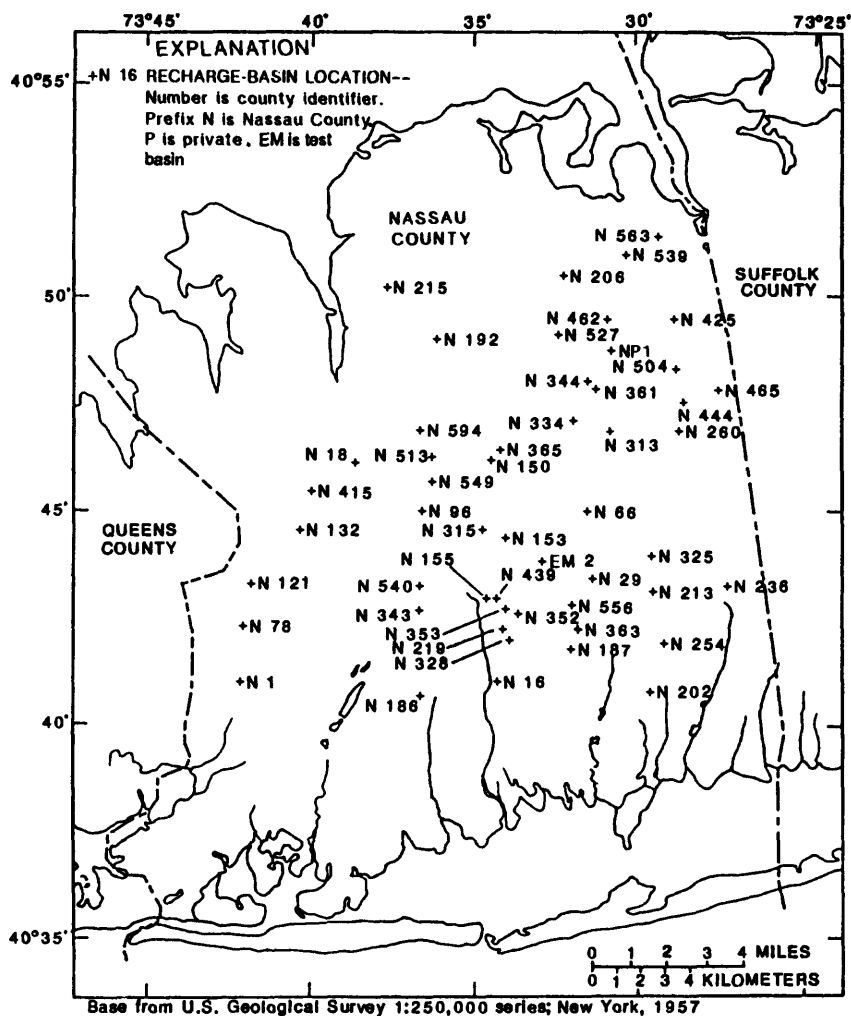 73°45' 40' 35' 30' 73°25'
EXPLANATION
40°55'
+N 16 RECHARGE-BASIN LOCATION--
Number is county identifier.
Prefix N is Nassau County,
P is private. EM is test
basin
NASSAU
COUNTY
N 563+
+N 539
SUFFOLK
COUNTY
+N 206
50'
+N 215
N 462+
+N 425
+N 527
+N 192
+NP1
N 504 +
N 344+
+N 361
+N 465
N 444
N 334 +
+N 594
+N 260
N 313
N 18 +
N 513+
+N 365
+N 150
+N 549
+N 415
45'
+N 96
+N 66
QUEENS
COUNTY
+N 132
N 315+
+N 153
N 155
+EM 2
+N 325
N 439
+N 121
N 540+
+N 29
+N 213
+N 236
N 343+
+N 556
+N 352
+N 78
N 353
+N 363
N 219
+N 187
+N 254
N 328
+N 1
+N 16
N 186+
+N 202
40'
40°35'
0 1 2 3 4 MILES
0 1 2 3 4 KILOMETERS
Base from U.S. Geological Survey 1:250,000 series; New York, 1957